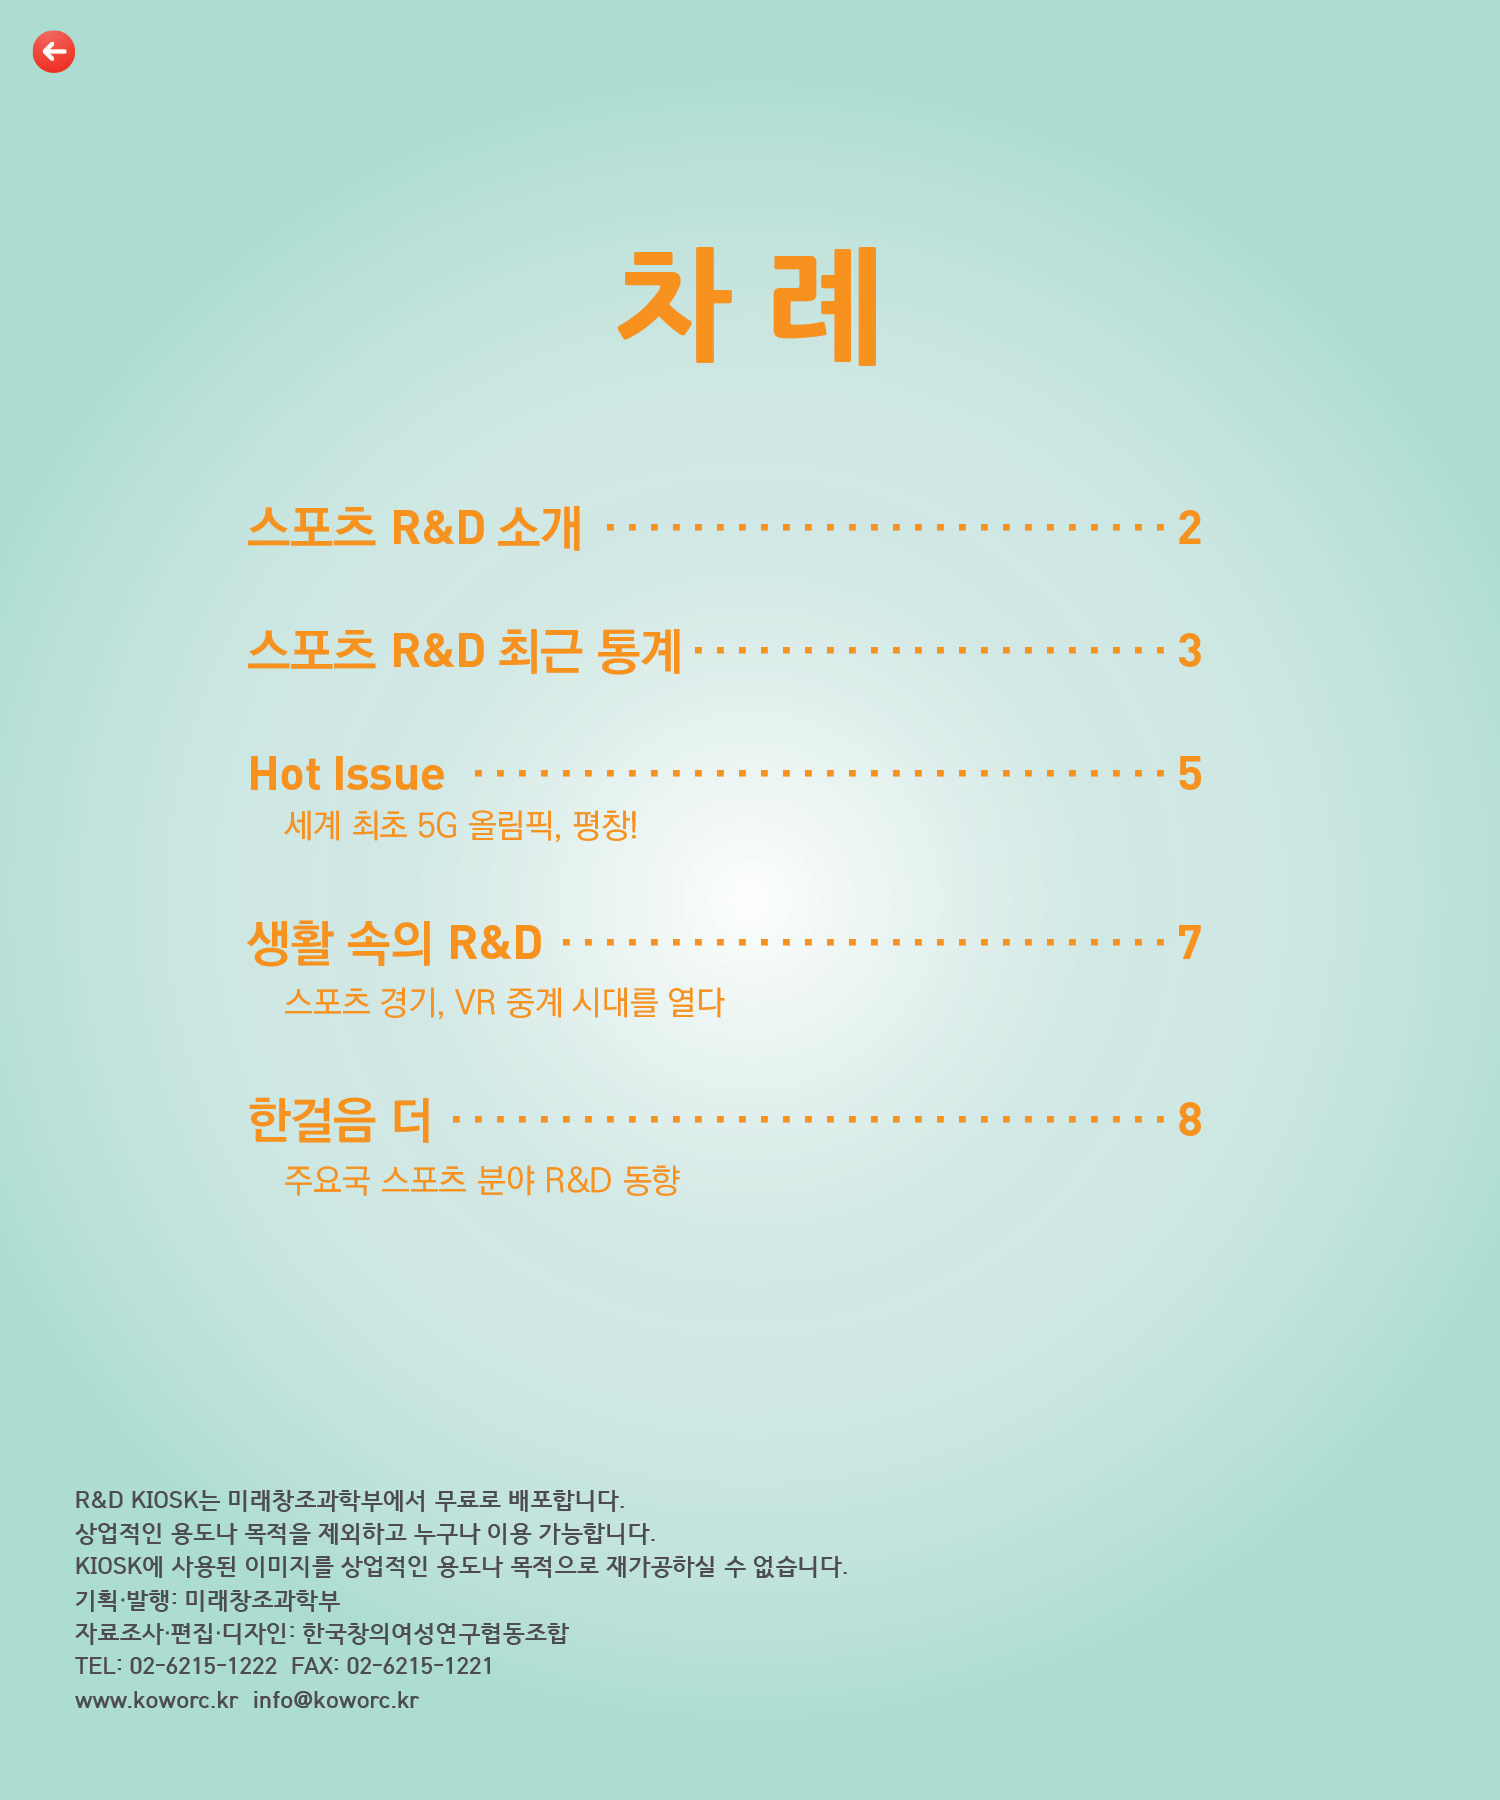 차 례
스포츠 R&D 소개 ·························· 2
스포츠 R&D 최근 통계 ······················ 3
Hot Issue ································ 5
세계 최초 5G 올림픽, 평창!
생활 속의 R&D ···························· 7
스포츠 경기, VR 중계 시대를 열다
한걸음 더 ································· 8
주요국 스포츠 분야 R&D 동향
R&D KIOSK는 미래창조과학부에서 무료로 배포합니다.
상업적인 용도나 목적을 제외하고 누구나 이용 가능합니다.
KIOSK에 사용된 이미지를 상업적인 용도나 목적으로 재가공하실 수 없습니다.
기획·발행: 미래창조과학부
자료조사·편집·디자인: 한국창의여성연구협동조합
TEL: 02-6215-1222  FAX: 02-6215-1221
www.koworc.kr  info@koworc.kr